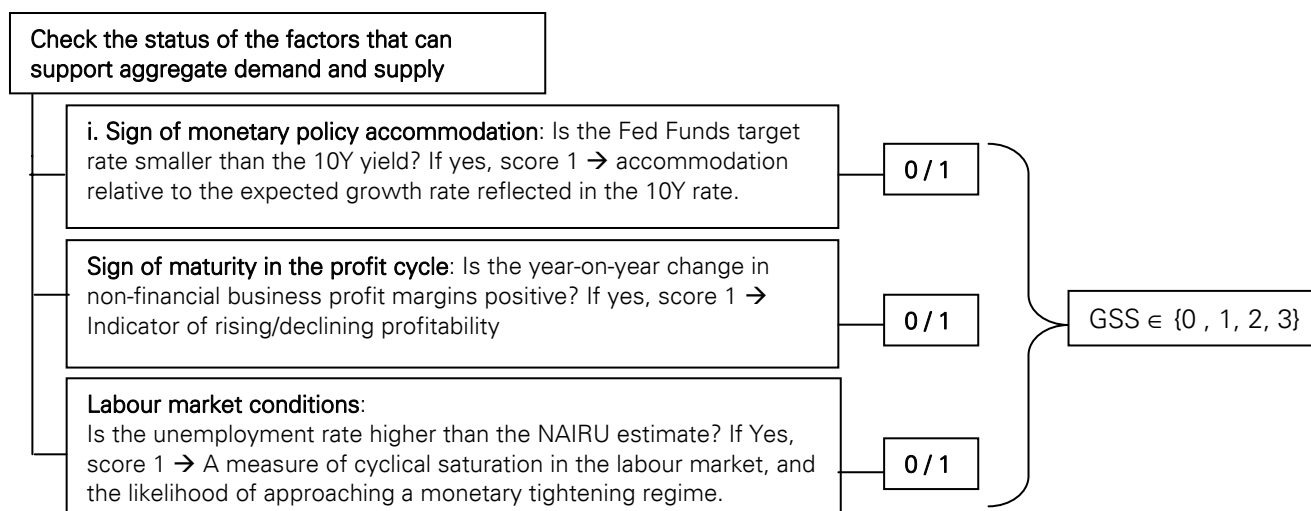 Check the status of the factors that can
support aggregate demand and supply
i. Sign of monetary policy accommodation: Is the Fed Funds target
rate smaller than the 10Y yield? If yes, score 1 → accommodation
relative to the expected growth rate reflected in the 10Y rate.
0 / 1
Sign of maturity in the profit cycle: Is the year-on-year change in
non-financial business profit margins positive? If yes, score 1 →
Indicator of rising/declining profitability
0 / 1
GSS ∈ {0 , 1, 2, 3}
Labour market conditions:
Is the unemployment rate higher than the NAIRU estimate? If Yes,
score 1 → A measure of cyclical saturation in the labour market, and
the likelihood of approaching a monetary tightening regime.
0 / 1